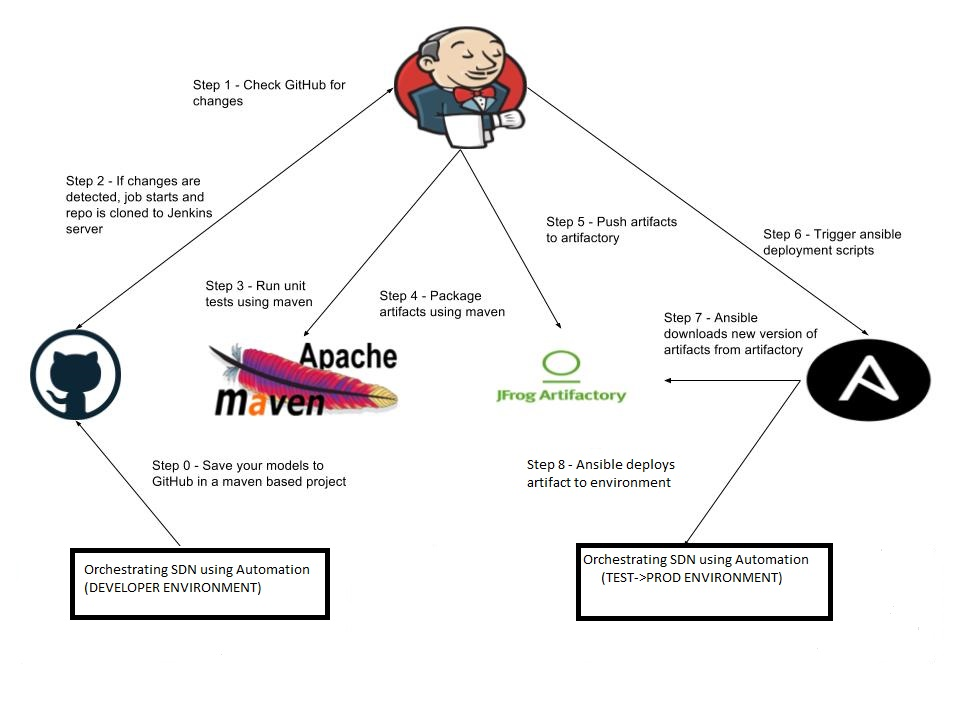 Step 1 - Check GitHub for
changes
Step 2 - If changes are
detected, job starts and
repo is cloned to Jenkins
server
Step 3 - Run unit
tests using maven
Step 4 - Package
artifacts using maven
Step 5 - Push artifacts
to artifactory
Step 6 - Trigger ansible
deployment scripts
Step 7 - Ansible
downloads new version of
artifacts from artifactory
Apache
maven
JFrog Artifactory
A
Step 0 - Save your models to
GitHub in a maven based project
Step 8 - Ansible deploys
artifact to environment
Orchestrating SDN using Automation
(DEVELOPER ENVIRONMENT)
Orchestrating SDN using Automation
(TEST->PROD ENVIRONMENT)